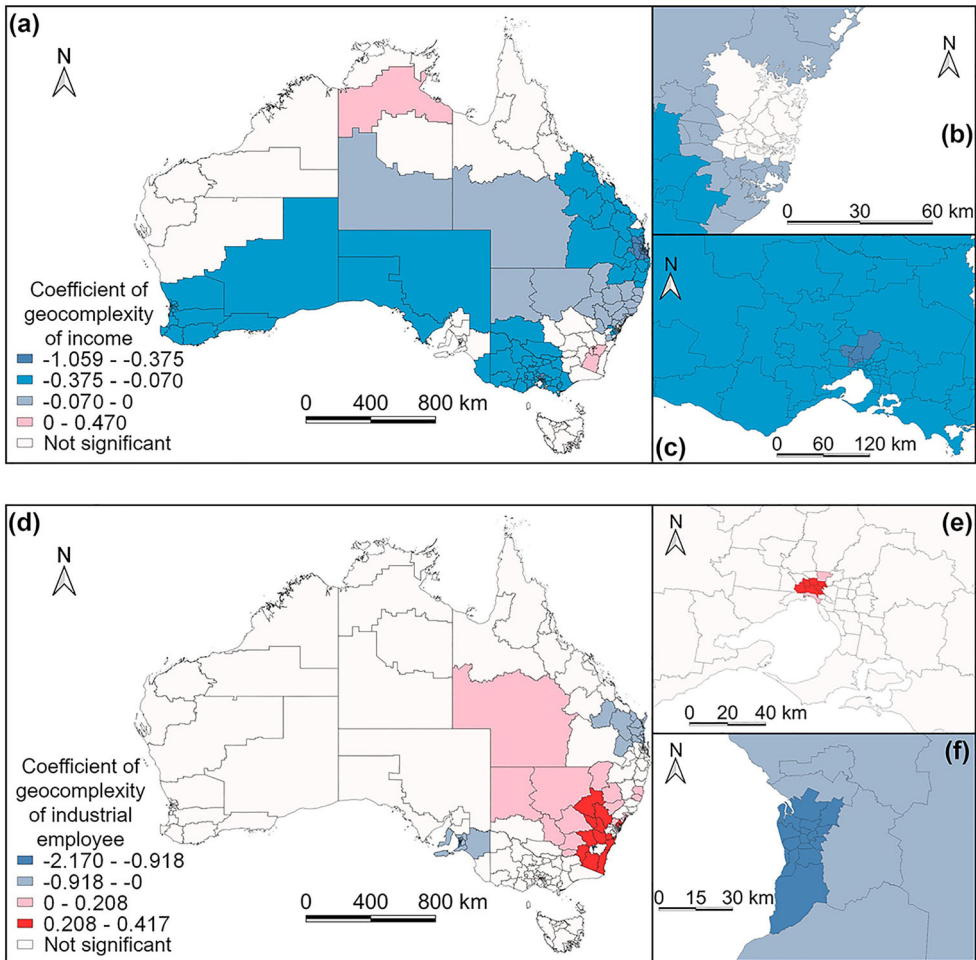 (a)
N
Coefficient of
geocomplexity
of income
-1.059 - -0.375
-0.375 - -0.070
-0.070 - 0
0 - 0.470
Not significant
0 400 800 km
N
(b)
0 30 60 km
N
(c)
0 60 120 km
(d)
N
Coefficient of
geocomplexity
of industrial
employee
-2.170 - -0.918
-0.918 - -0
0 - 0.208
0.208 - 0.417
Not significant
0 400 800 km
N
(e)
0 20 40 km
N
(f)
0 15 30 km